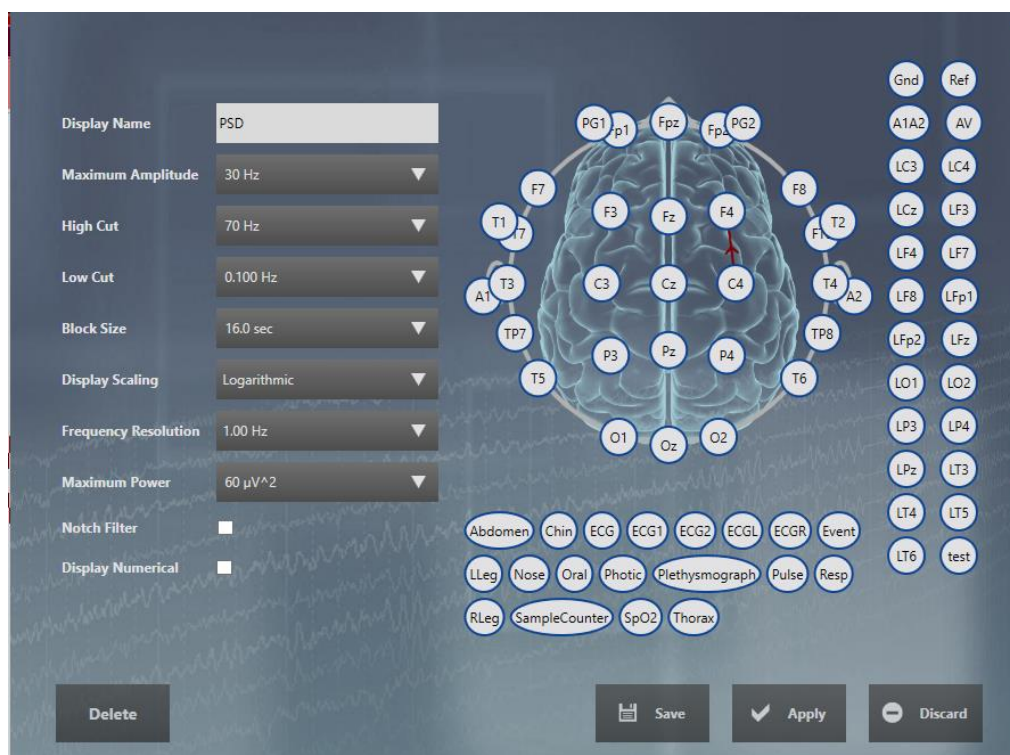 Display Name
PSD
Maximum Amplitude
30 Hz
High Cut
70 Hz
Low Cut
0.100 Hz
Block Size
16.0 sec
Display Scaling
Logarithmic
Frequency Resolution
1.00 Hz
Maximum Power
60 µV^2
Notch Filter
Display Numerical
PG1 Fp1 Fpz Fp2 PG2
F7 F8
F3 Fz F4
T1 T7 T2
T3 C3 Cz C4 T4
A1 A2
TP7 TP8
P3 Pz P4
T5 T6
O1 Oz O2
Gnd Ref
A1A2 AV
LC3 LC4
LCz LF3
LF4 LF7
LF8 LFp1
LFp2 LFz
LO1 LO2
LP3 LP4
LPz LT3
LT4 LT5
LT6 test
Abdomen Chin ECG ECG1 ECG2 ECGL ECGR Event
LLeg Nose Oral Photic Plethysmograph Pulse Resp
RLeg SampleCounter SpO2 Thorax
Delete Save Apply Discard